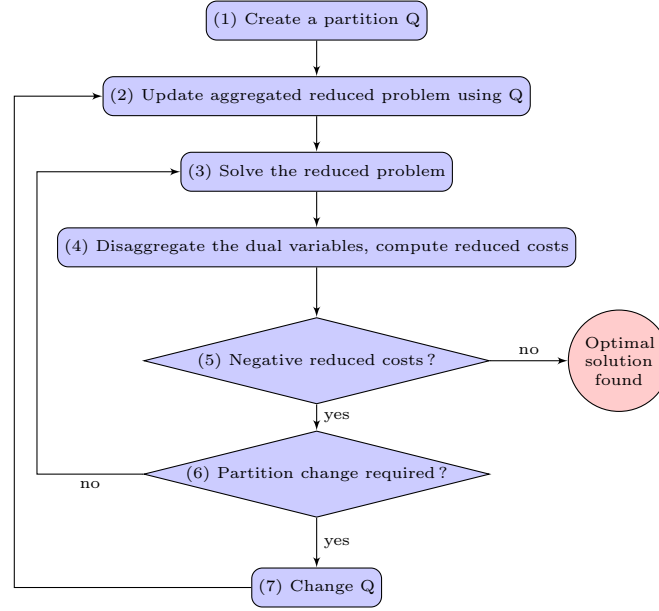 (1) Create a partition Q
(2) Update aggregated reduced problem using Q
(3) Solve the reduced problem
(4) Disaggregate the dual variables, compute reduced costs
(5) Negative reduced costs ?
no
Optimal
solution
found
yes
(6) Partition change required ?
no
yes
(7) Change Q